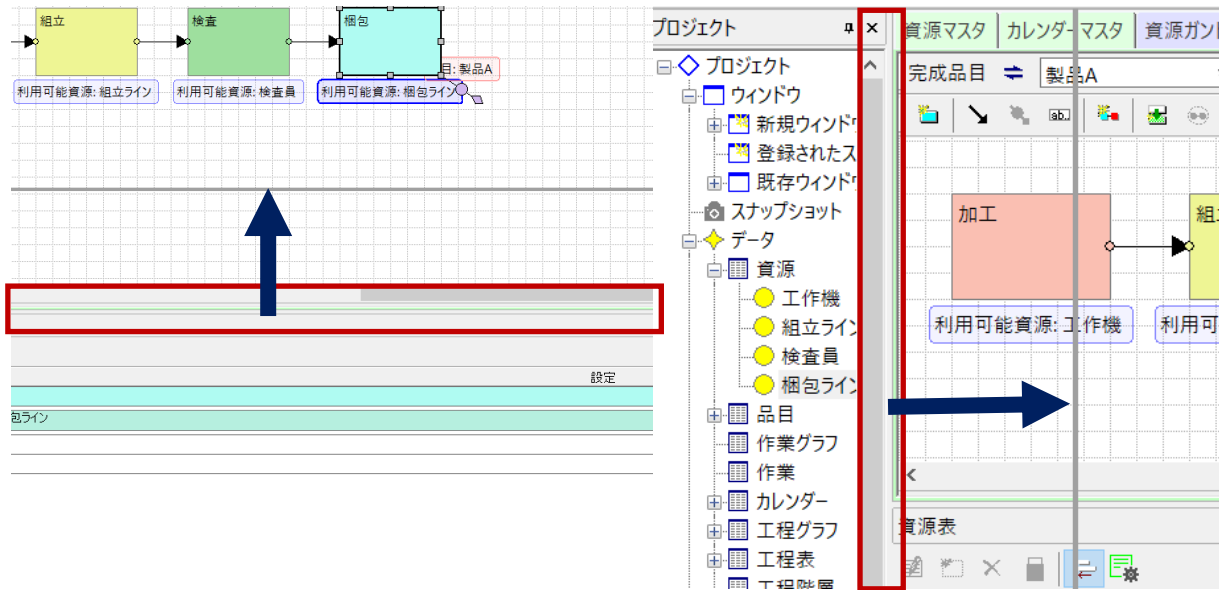 組立
検査
梱包
目: 製品A
利用可能資源: 組立ライン
利用可能資源: 検査員
利用可能資源: 梱包ライン
設定
包ライン
プロジェクト
プロジェクト
ウィンドウ
新規ウィンドウ
登録されたス
既存ウィンドウ
スナップショット
データ
資源
工作機
組立ライン
検査員
梱包ライン
品目
作業グラフ
作業
カレンダー
工程グラフ
工程表
工程階層
資源マスタ
カレンダーマスタ
資源ガント
完成品目
製品A
ab..
加工
組立
利用可能資源: 工作機
利用可
資源表